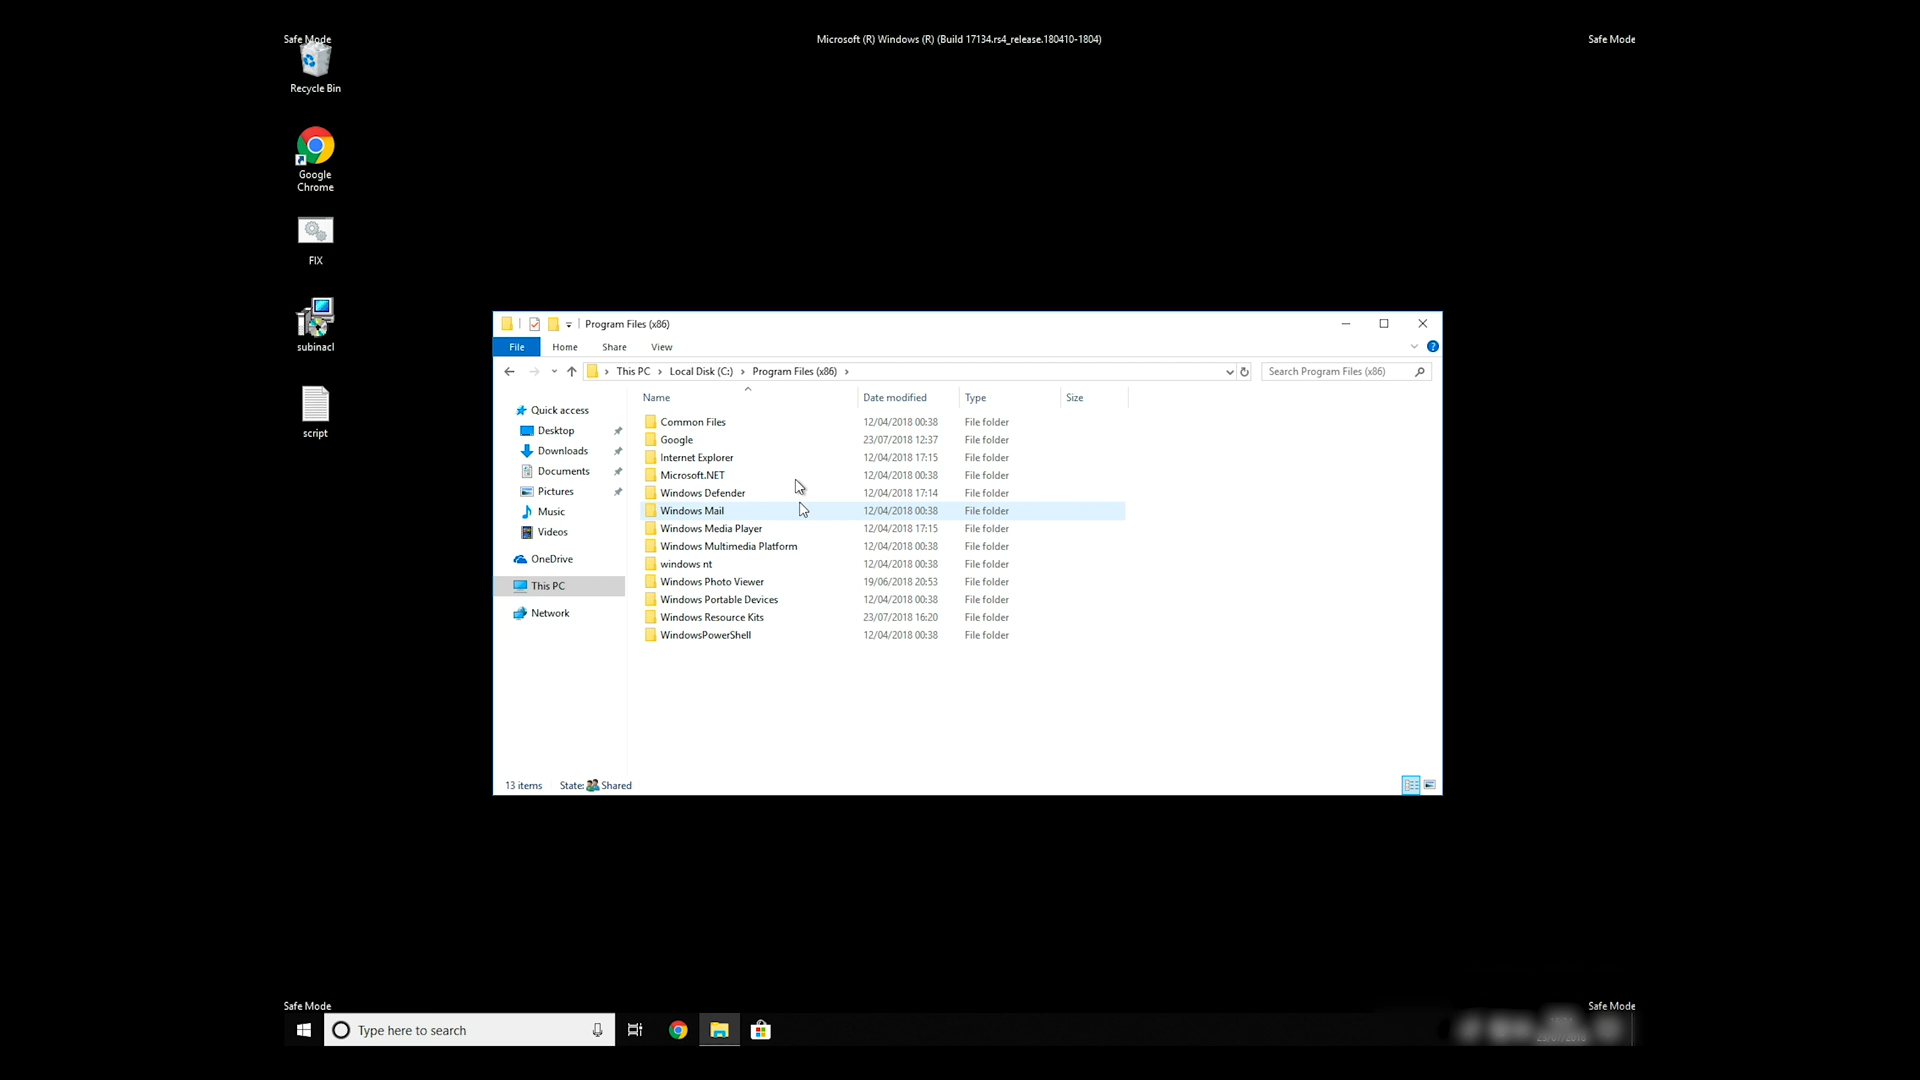 Safe Mode
Microsoft (R) Windows (R) (Build 17134.rs4_release.180410-1804)
Safe Mode
Recycle Bin
Google
Chrome
FIX
subinacl
script
Program Files (x86)
File Home Share View
This PC Local Disk (C:) Program Files (x86)
Search Program Files (x86)
Quick access
Desktop
Downloads
Documents
Pictures
Music
Videos
OneDrive
This PC
Network
Name Date modified Type Size
Common Files 12/04/2018 00:38 File folder
Google 23/07/2018 12:37 File folder
Internet Explorer 12/04/2018 17:15 File folder
Microsoft.NET 12/04/2018 00:38 File folder
Windows Defender 12/04/2018 17:14 File folder
Windows Mail 12/04/2018 00:38 File folder
Windows Media Player 12/04/2018 17:15 File folder
Windows Multimedia Platform 12/04/2018 00:38 File folder
windows nt 12/04/2018 00:38 File folder
Windows Photo Viewer 19/06/2018 20:53 File folder
Windows Portable Devices 12/04/2018 00:38 File folder
Windows Resource Kits 23/07/2018 16:20 File folder
WindowsPowerShell 12/04/2018 00:38 File folder
13 items State: Shared
Safe Mode
Safe Mode
Type here to search